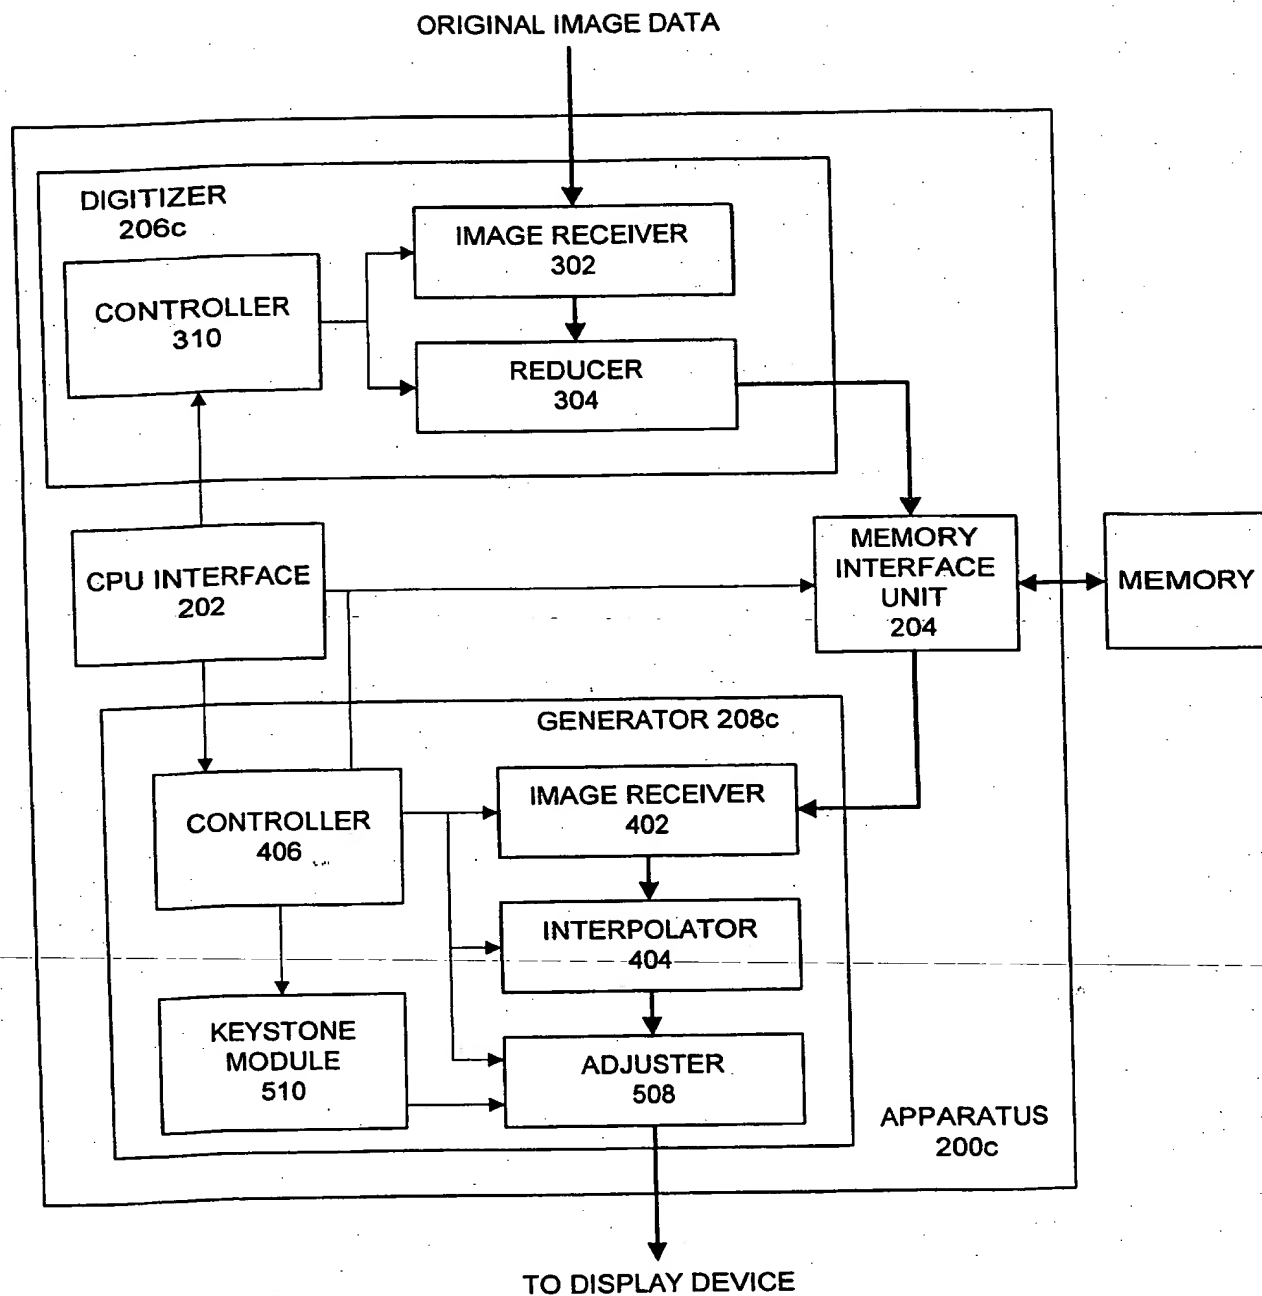 ORIGINAL IMAGE DATA
DIGITIZER
206c
IMAGE RECEIVER
302
CONTROLLER
310
REDUCER
304
CPU INTERFACE
202
MEMORY
INTERFACE
UNIT
204
MEMORY
GENERATOR 208c
IMAGE RECEIVER
402
CONTROLLER
406
INTERPOLATOR
404
KEYSTONE
MODULE
510
ADJUSTER
508
APPARATUS
200c
TO DISPLAY DEVICE